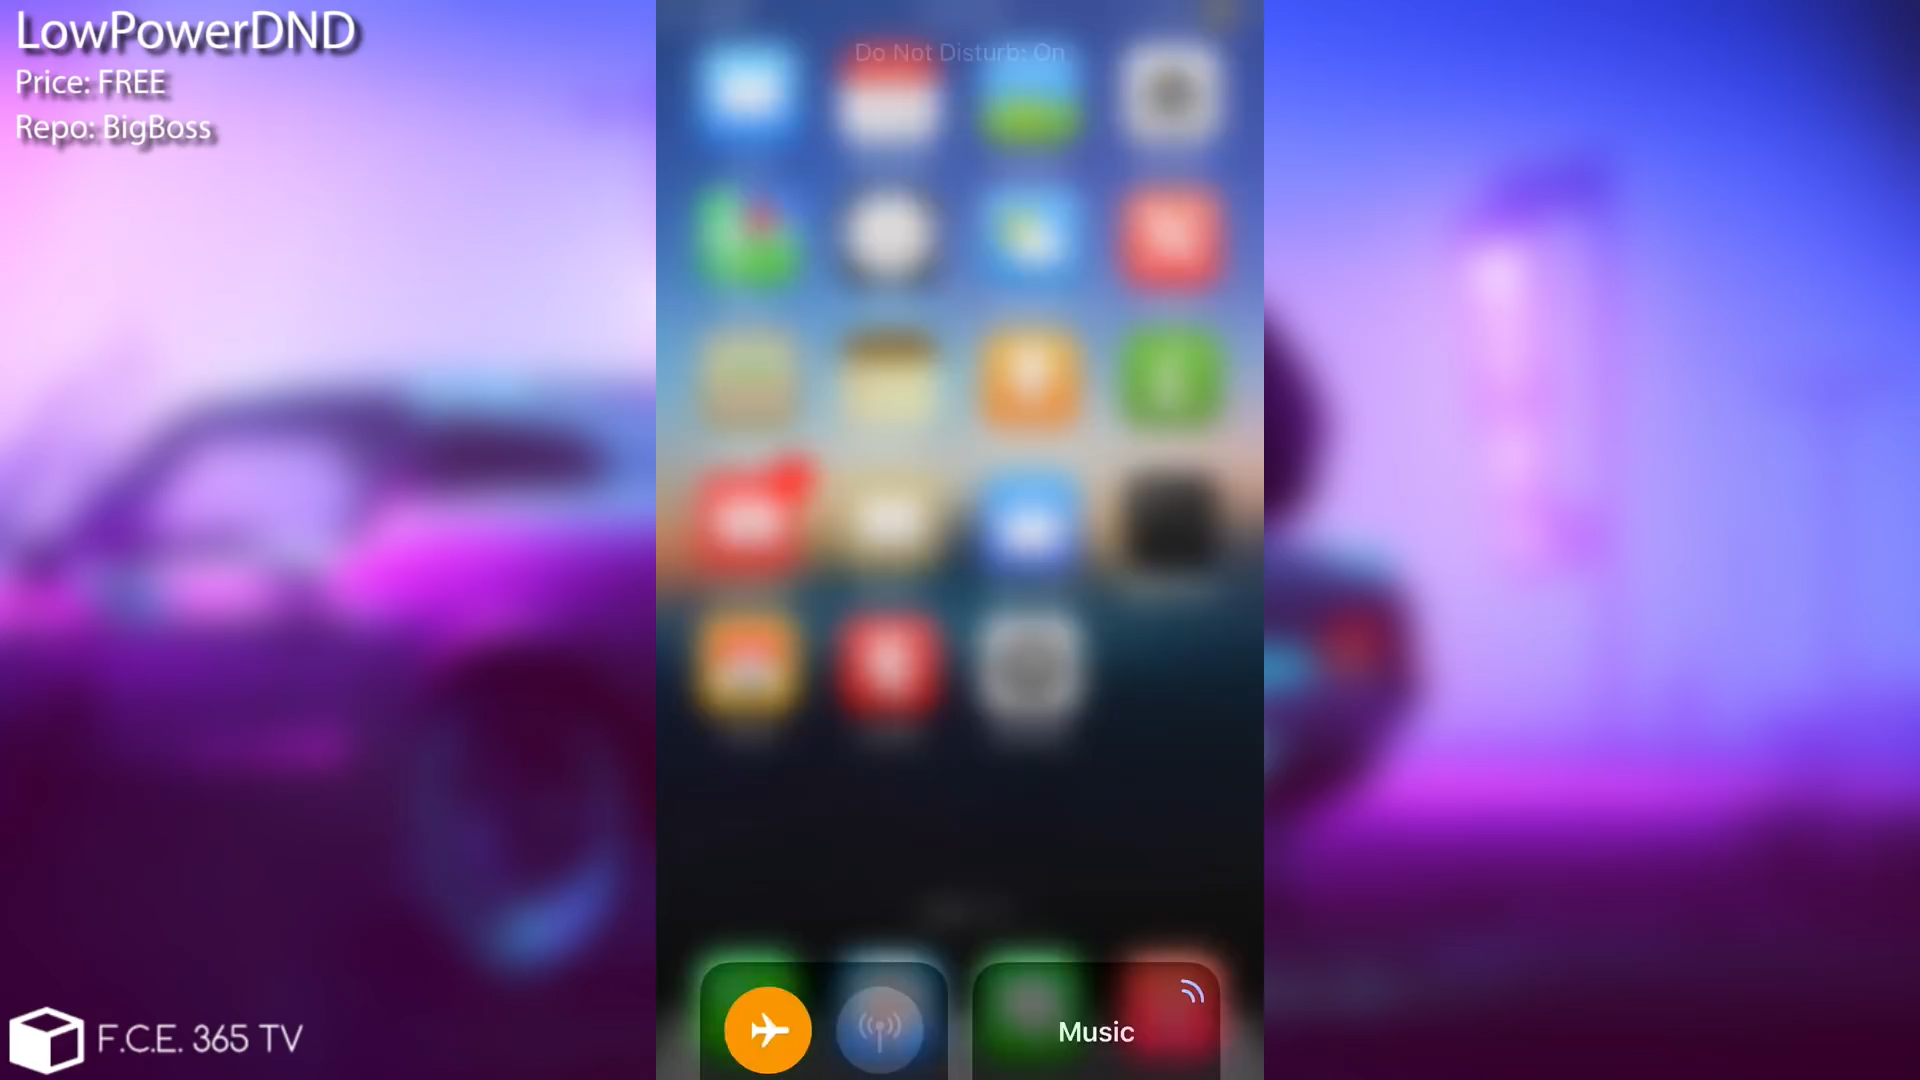 LowPowerDND
Price: FREE
Repo: BigBoss
Do Not Disturb: On
Music
F.C.E. 365 TV